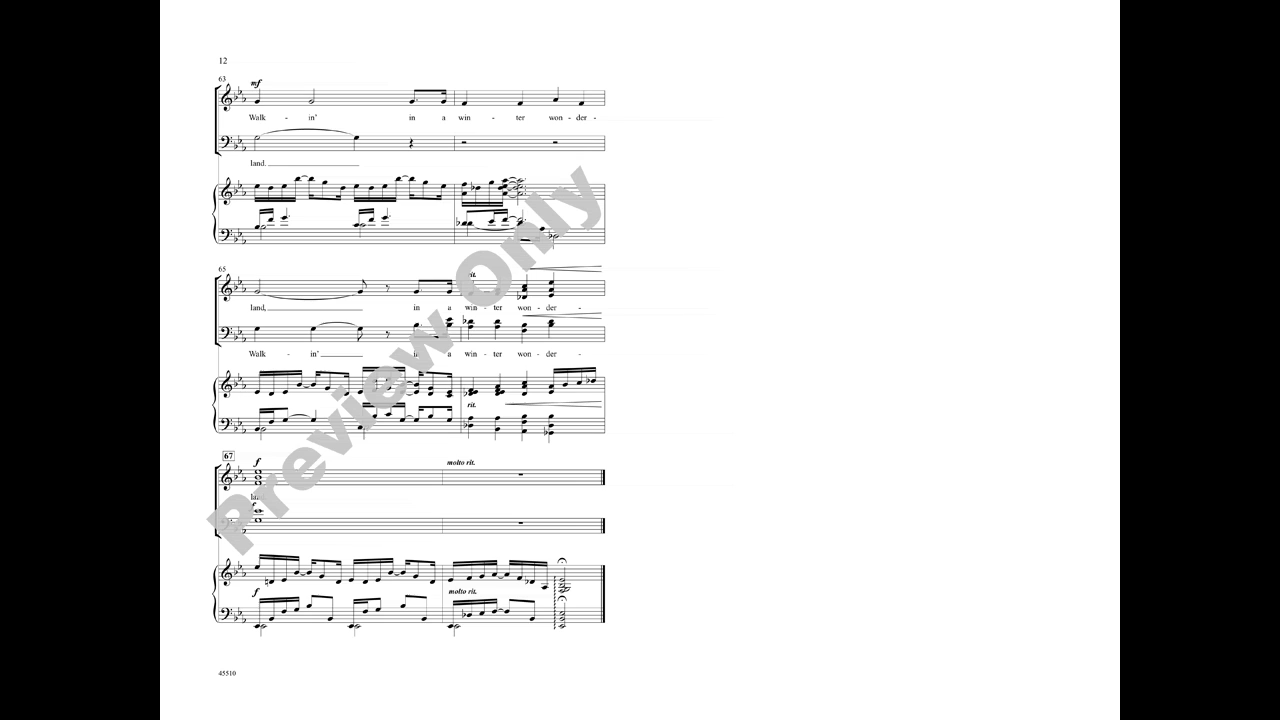 12
63
mf
Walk - in' in a win - ter won - der -
land.
65
rit.
land, in a win - ter won - der -
Walk - in' in a win - ter won - der -
rit.
67
f
molto rit.
land.
f
f
molto rit.
45510
Preview Only